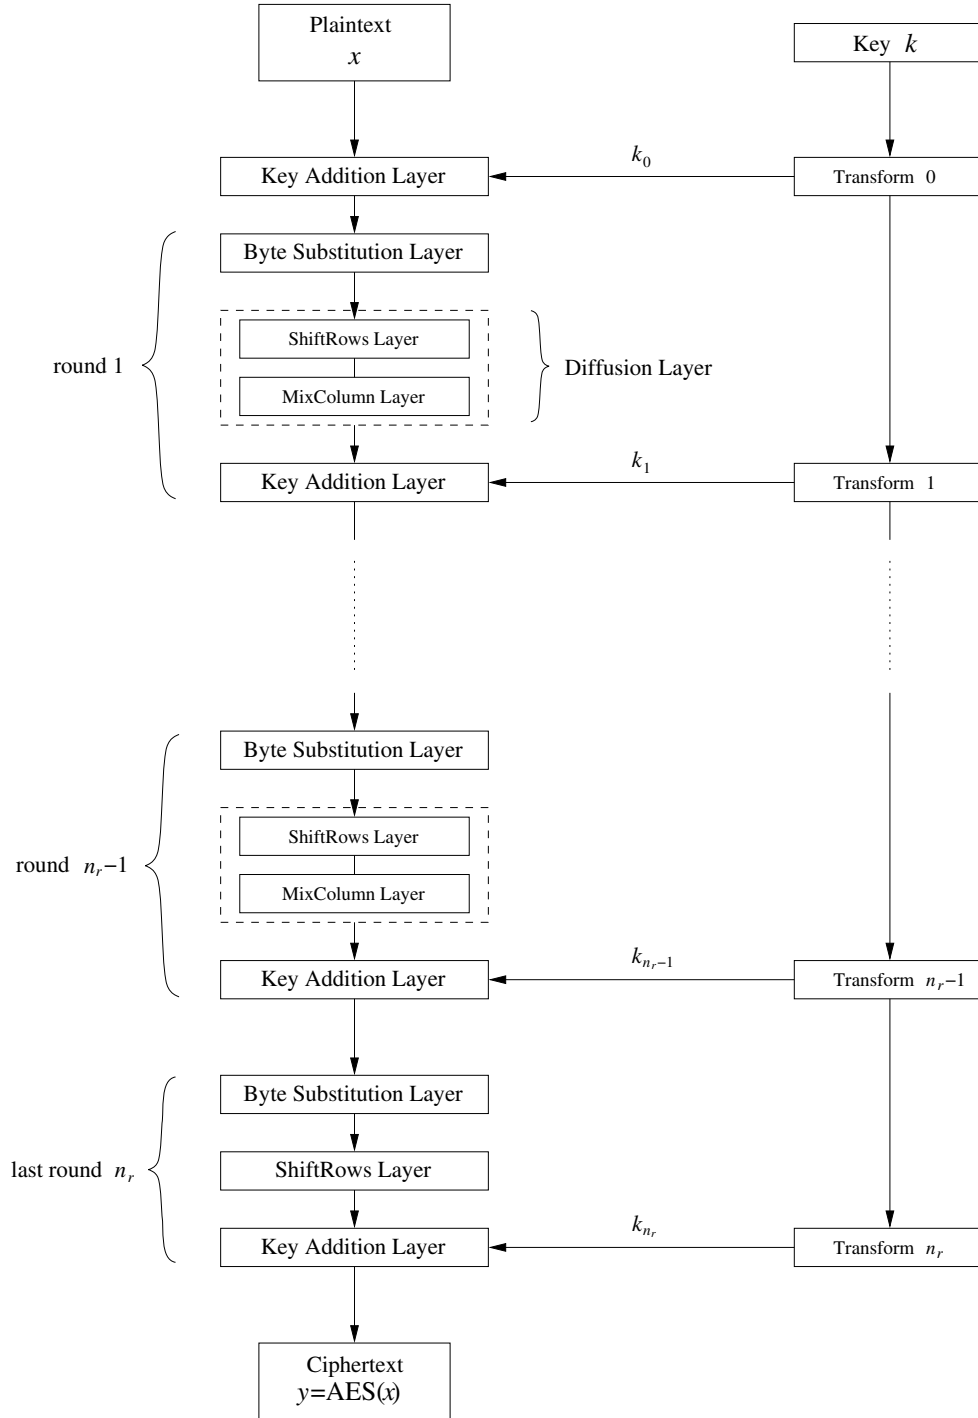 Plaintext
x
Key k
k0
Key Addition Layer
Transform 0
Byte Substitution Layer
ShiftRows Layer
round 1
Diffusion Layer
MixColumn Layer
k1
Key Addition Layer
Transform 1
Byte Substitution Layer
ShiftRows Layer
round nr−1
MixColumn Layer
knr−1
Key Addition Layer
Transform nr−1
Byte Substitution Layer
last round nr
ShiftRows Layer
knr
Key Addition Layer
Transform nr
Ciphertext
y=AES(x)